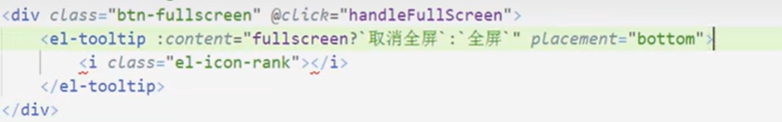 <div class="btn-fullscreen" @click="handleFullScreen">
<el-tooltip :content="fullscreen?`取消全屏`:`全屏`" placement="bottom">
<i class="el-icon-rank"></i>
</el-tooltip>
</div>